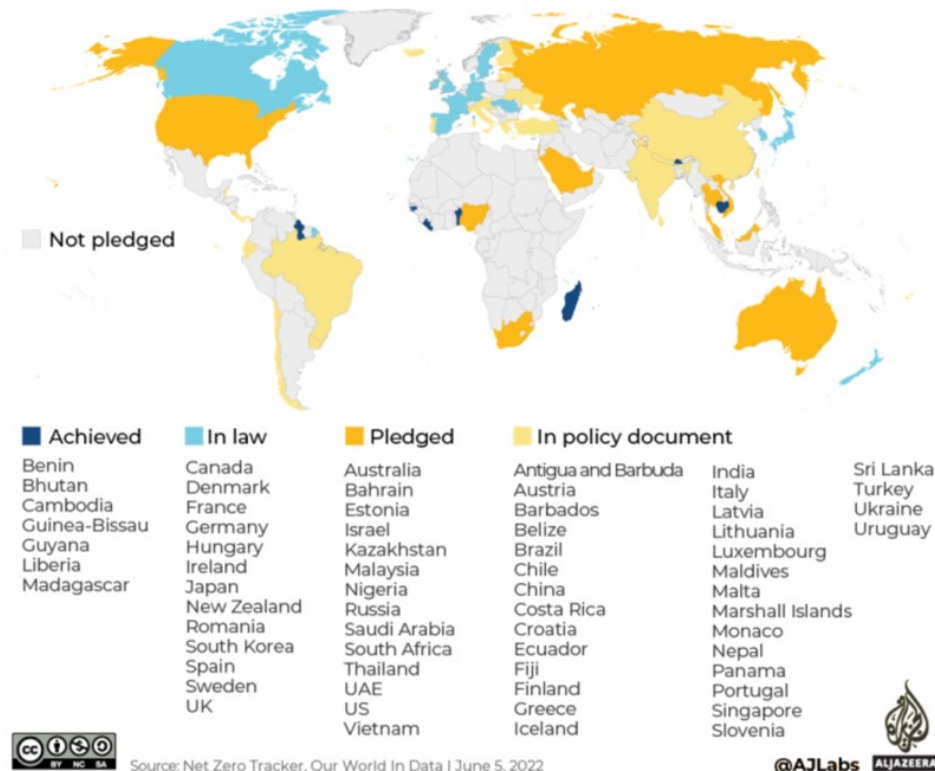 Not pledged
Achieved
Benin
Bhutan
Cambodia
Guinea-Bissau
Guyana
Liberia
Madagascar
In law
Canada
Denmark
France
Germany
Hungary
Ireland
Japan
New Zealand
Romania
South Korea
Spain
Sweden
UK
Pledged
Australia
Bahrain
Estonia
Israel
Kazakhstan
Malaysia
Nigeria
Russia
Saudi Arabia
South Africa
Thailand
UAE
US
Vietnam
In policy document
Antigua and Barbuda
Austria
Barbados
Belize
Brazil
Chile
China
Costa Rica
Croatia
Ecuador
Fiji
Finland
Greece
Iceland
India
Italy
Latvia
Lithuania
Luxembourg
Maldives
Malta
Marshall Islands
Monaco
Nepal
Panama
Portugal
Singapore
Slovenia
Sri Lanka
Turkey
Ukraine
Uruguay
cc BY NC SA
Source: Net Zero Tracker, Our World In Data | June 5, 2022
@AJLabs
ALJAZEERA